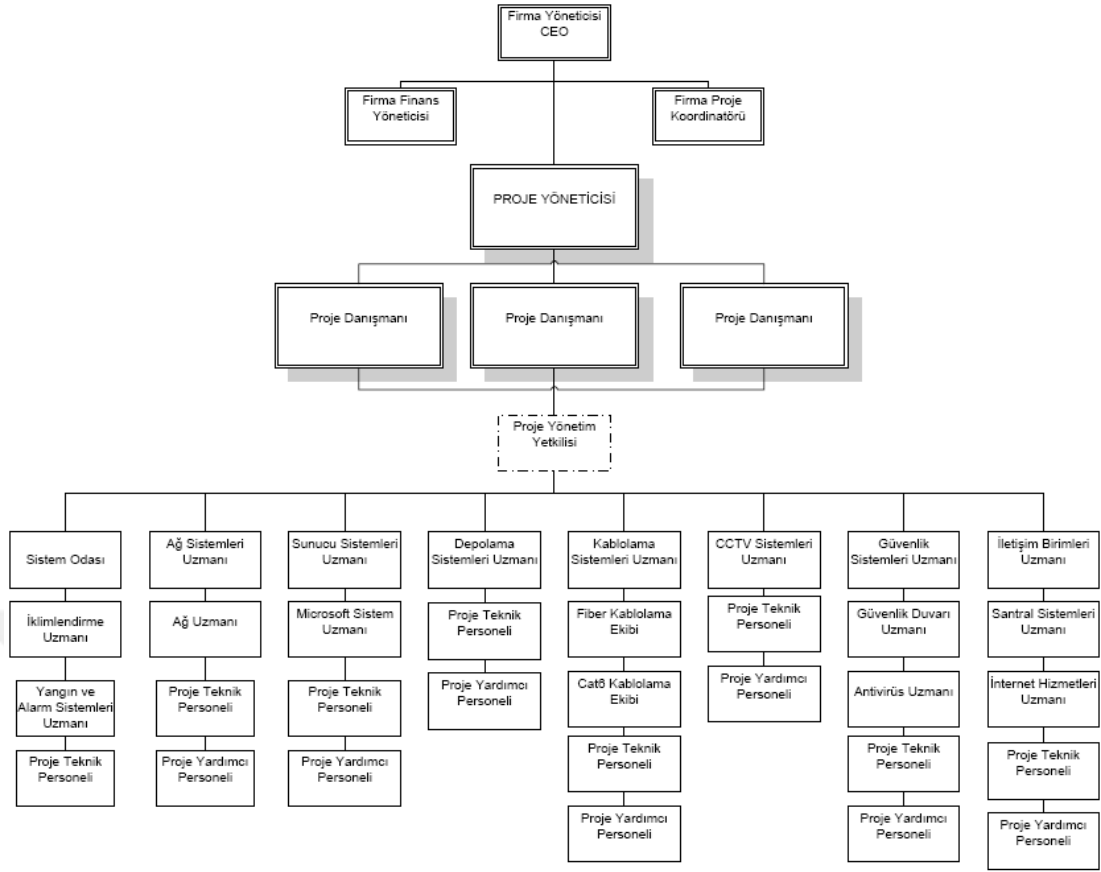 Firma Yöneticisi
CEO
Firma Finans
Yöneticisi
Firma Proje
Koordinatörü
PROJE YÖNETİCİSİ
Proje Danışmanı
Proje Danışmanı
Proje Danışmanı
Proje Yönetim
Yetkilisi
Sistem Odası
İklimlendirme
Uzmanı
Yangın ve
Alarm Sistemleri
Uzmanı
Proje Teknik
Personeli
Ağ Sistemleri
Uzmanı
Ağ Uzmanı
Proje Teknik
Personeli
Proje Yardımcı
Personeli
Sunucu Sistemleri
Uzmanı
Microsoft Sistem
Uzmanı
Proje Teknik
Personeli
Proje Yardımcı
Personeli
Depolama
Sistemleri Uzmanı
Proje Teknik
Personeli
Proje Yardımcı
Personeli
Kablolama
Sistemleri Uzmanı
Fiber Kablolama
Ekibi
Cat6 Kablolama
Ekibi
Proje Teknik
Personeli
Proje Yardımcı
Personeli
CCTV Sistemleri
Uzmanı
Proje Teknik
Personeli
Proje Yardımcı
Personeli
Güvenlik
Sistemleri Uzmanı
Güvenlik Duvarı
Uzmanı
Antivirüs Uzmanı
Proje Teknik
Personeli
Proje Yardımcı
Personeli
İletişim Birimleri
Uzmanı
Santral Sistemleri
Uzmanı
İnternet Hizmetleri
Uzmanı
Proje Teknik
Personeli
Proje Yardımcı
Personeli